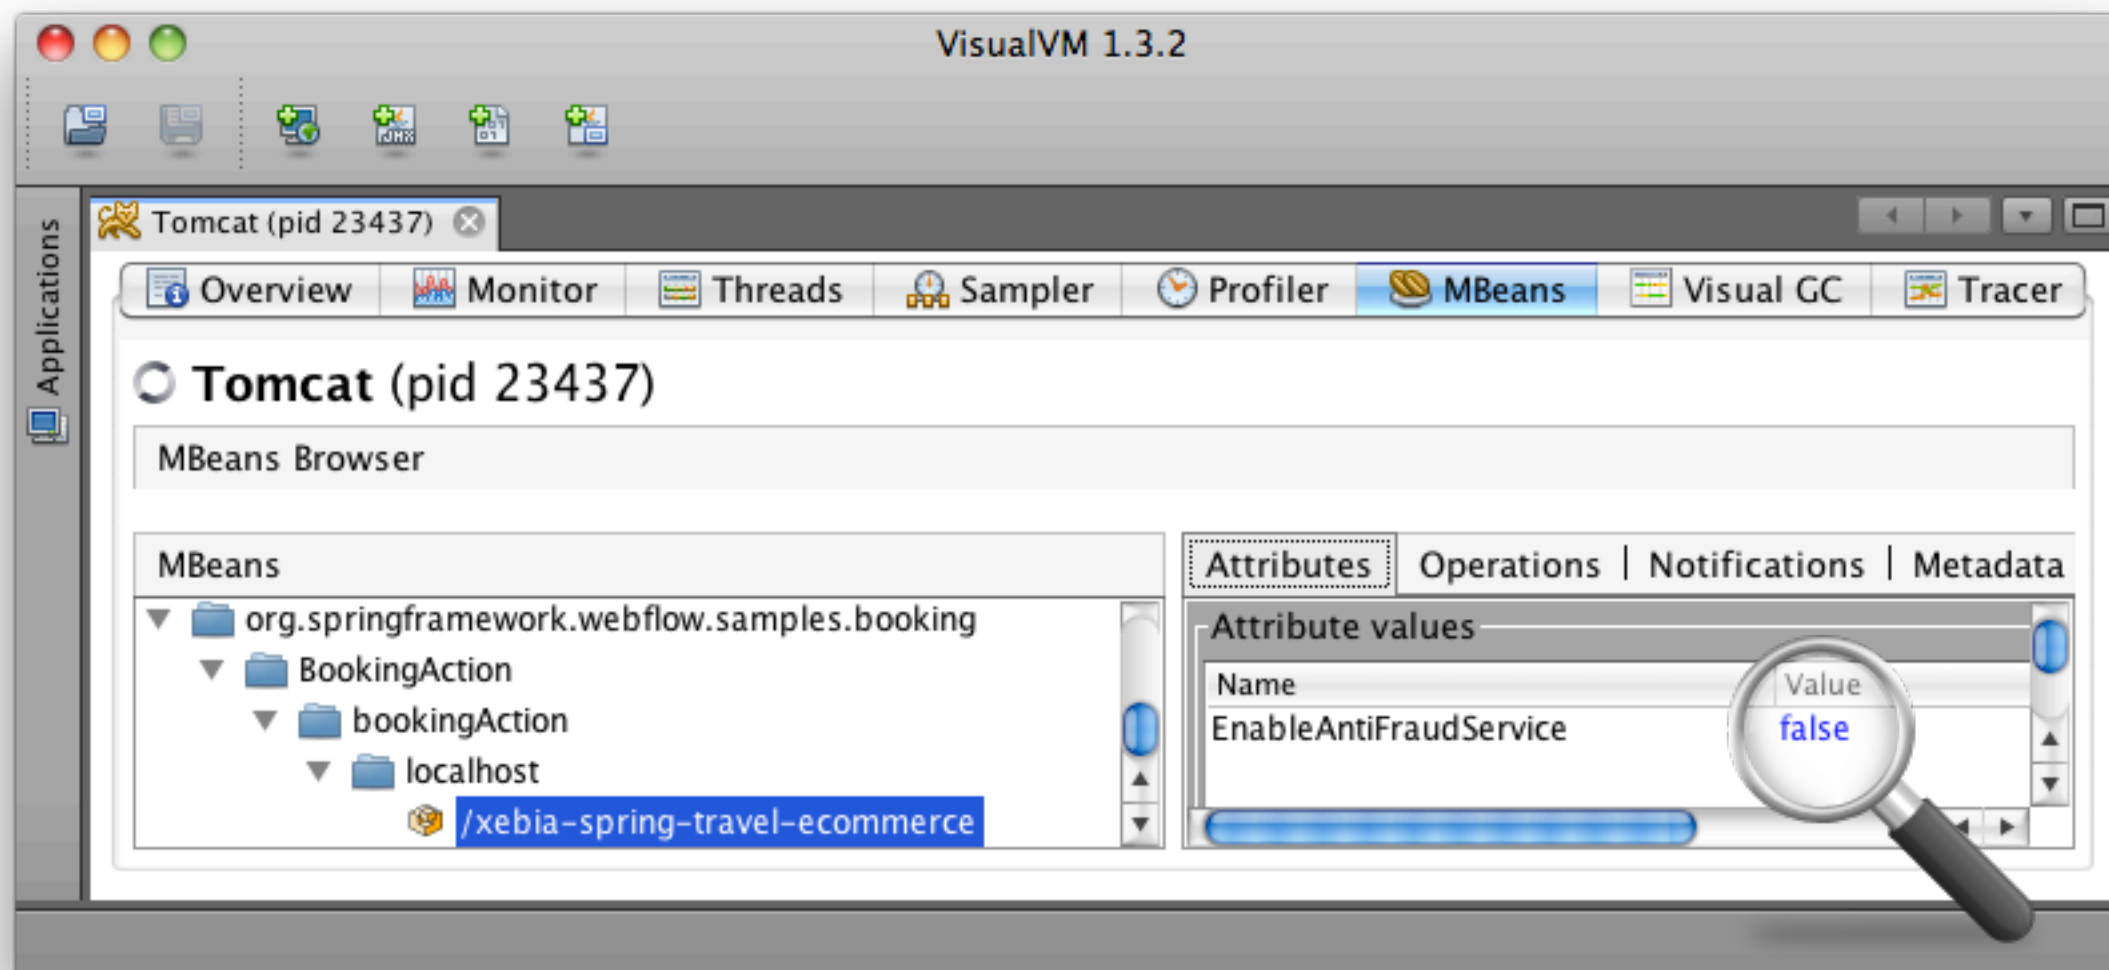 VisualVM 1.3.2
JMX
Applications
Tomcat (pid 23437)
Overview Monitor Threads Sampler Profiler MBeans Visual GC Tracer
Tomcat (pid 23437)
MBeans Browser
MBeans
org.springframework.webflow.samples.booking
BookingAction
bookingAction
localhost
/xebia-spring-travel-ecommerce
Attributes Operations | Notifications | Metadata
Attribute values
Name Value
EnableAntiFraudService false